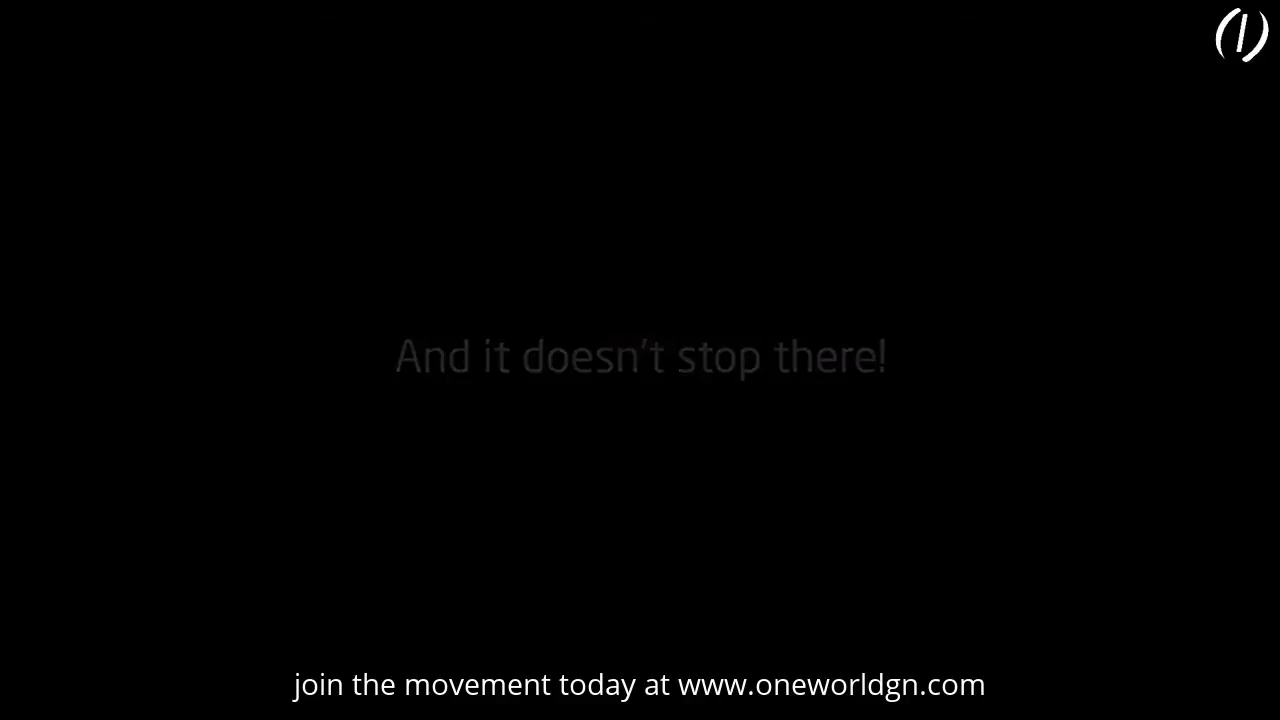 And it doesn't stop there!
join the movement today at www.oneworldgn.com